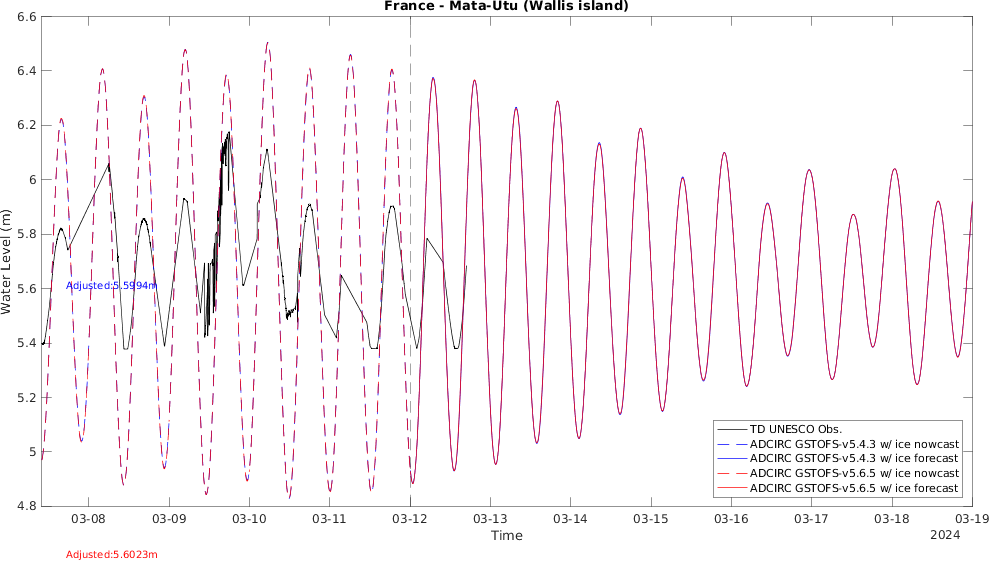 France - Mata-Utu (Wallis island)
6.6
6.4
6.2
6
5.8
5.6
5.4
5.2
5
4.8
Water Level (m)
Adjusted:5.5994m
TD UNESCO Obs.
ADCIRC GSTOFS-v5.4.3 w/ ice nowcast
ADCIRC GSTOFS-v5.4.3 w/ ice forecast
ADCIRC GSTOFS-v5.6.5 w/ ice nowcast
ADCIRC GSTOFS-v5.6.5 w/ ice forecast
03-08 03-09 03-10 03-11 03-12 03-13 03-14 03-15 03-16 03-17 03-18 03-19
Time
2024
Adjusted:5.6023m